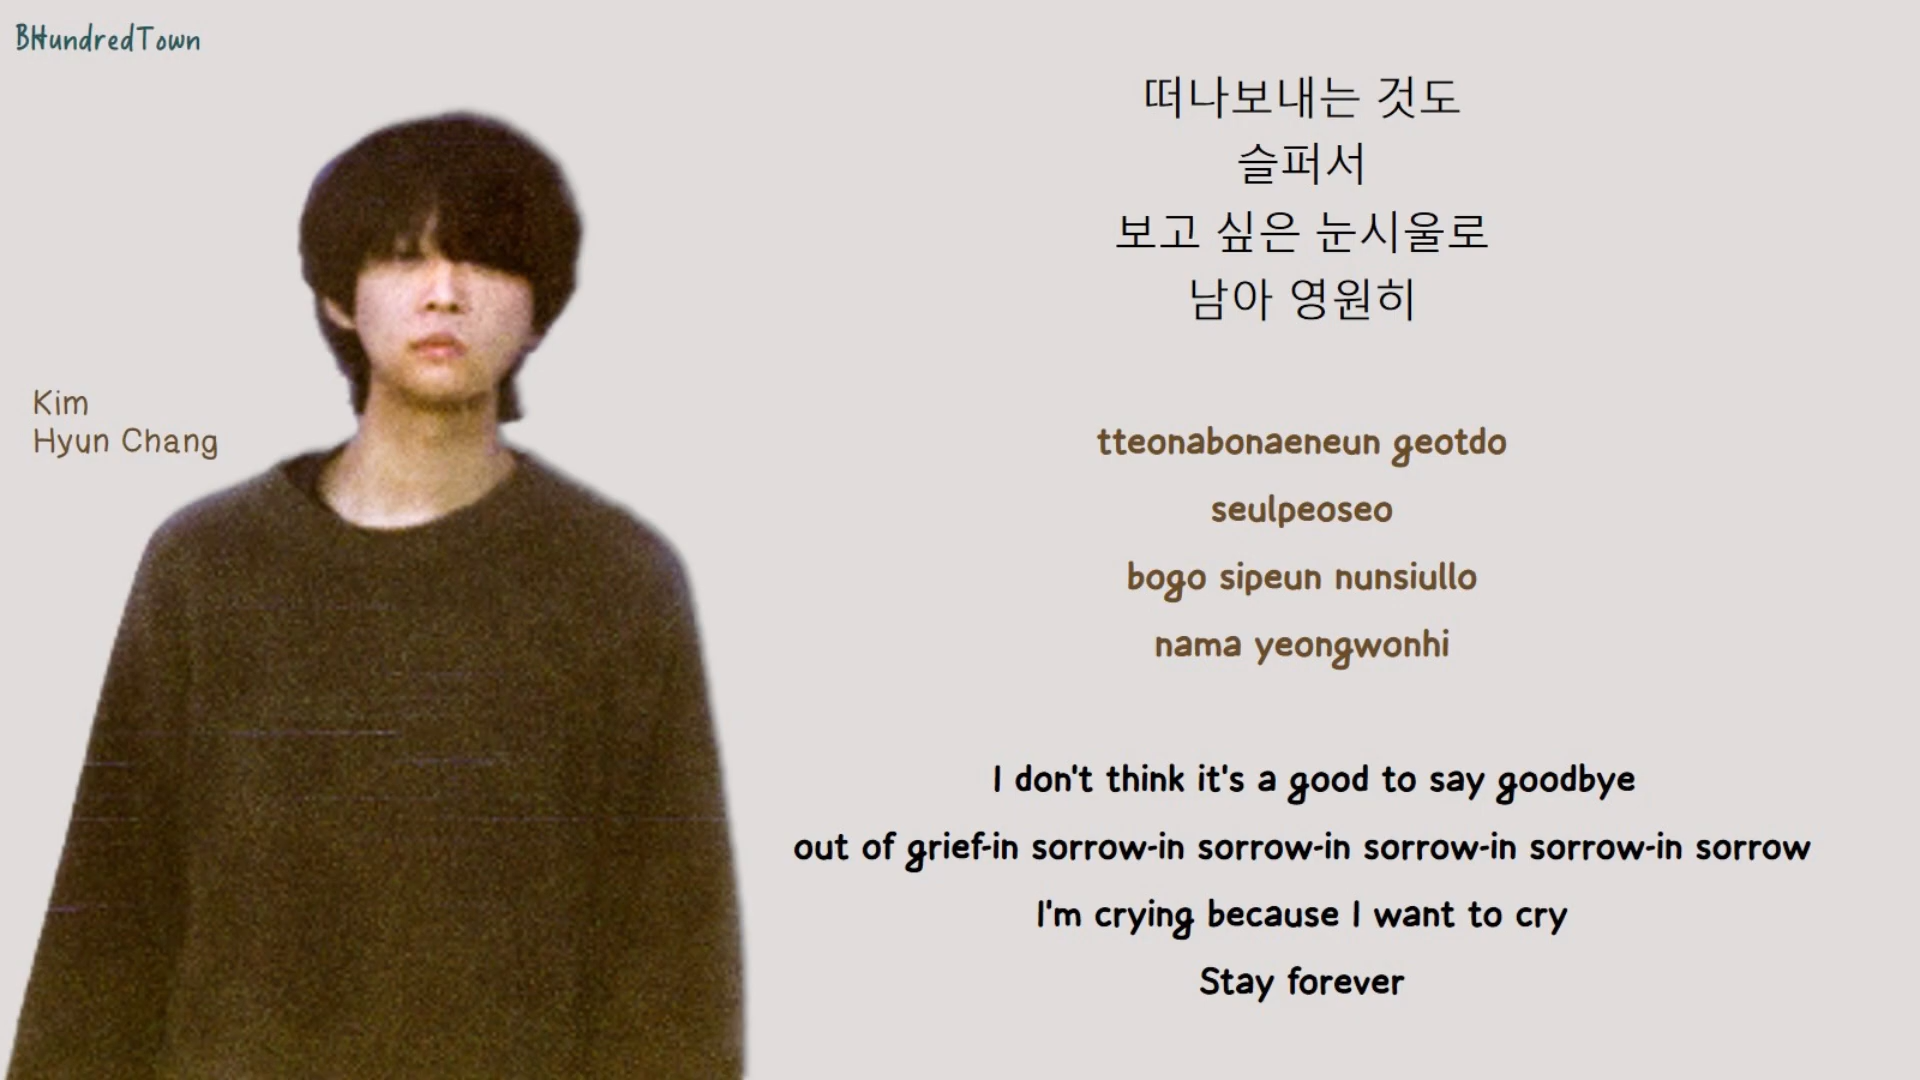 BHundredTown
떠나보내는 것도
슬퍼서
보고 싶은 눈시울로
남아 영원히
Kim
Hyun Chang
tteonabonaeneun geotdo
seulpeoseo
bogo sipeun nunsiullo
nama yeongwonhi
I don't think it's a good to say goodbye
out of grief-in sorrow-in sorrow-in sorrow-in sorrow-in sorrow
I'm crying because I want to cry
Stay forever